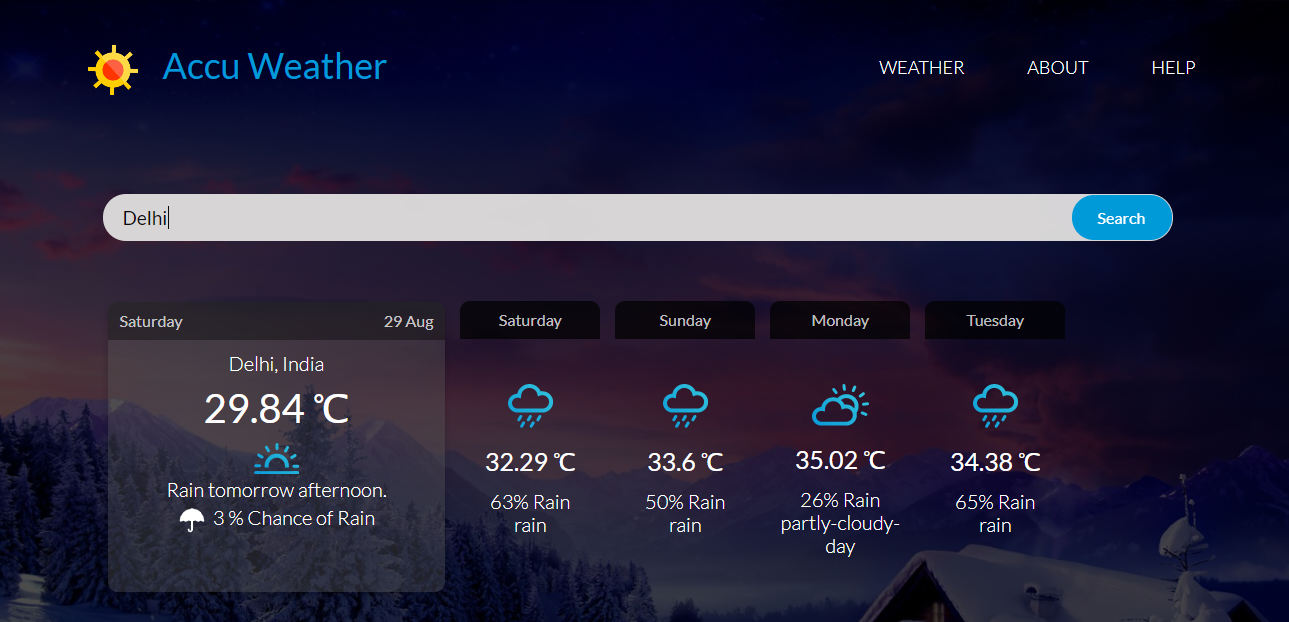 Accu Weather
WEATHER ABOUT HELP
Delhi
Search
Saturday 29 Aug
Delhi, India
29.84 ℃
Rain tomorrow afternoon.
3 % Chance of Rain
Saturday
32.29 ℃
63% Rain
rain
Sunday
33.6 ℃
50% Rain
rain
Monday
35.02 ℃
26% Rain
partly-cloudy-
day
Tuesday
34.38 ℃
65% Rain
rain